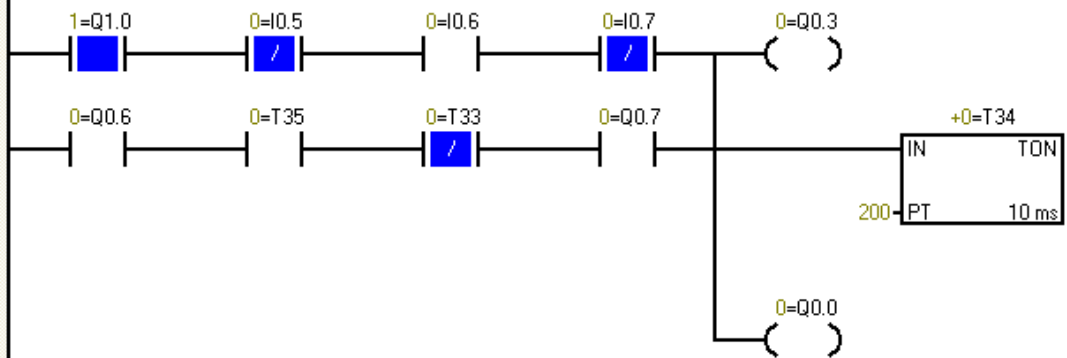 1=Q1.0 0=I0.5 0=I0.6 0=I0.7 0=Q0.3
/ /
0=Q0.6 0=T35 0=T33 0=Q0.7 +0=T34
/ IN TON
200 PT 10 ms
0=Q0.0